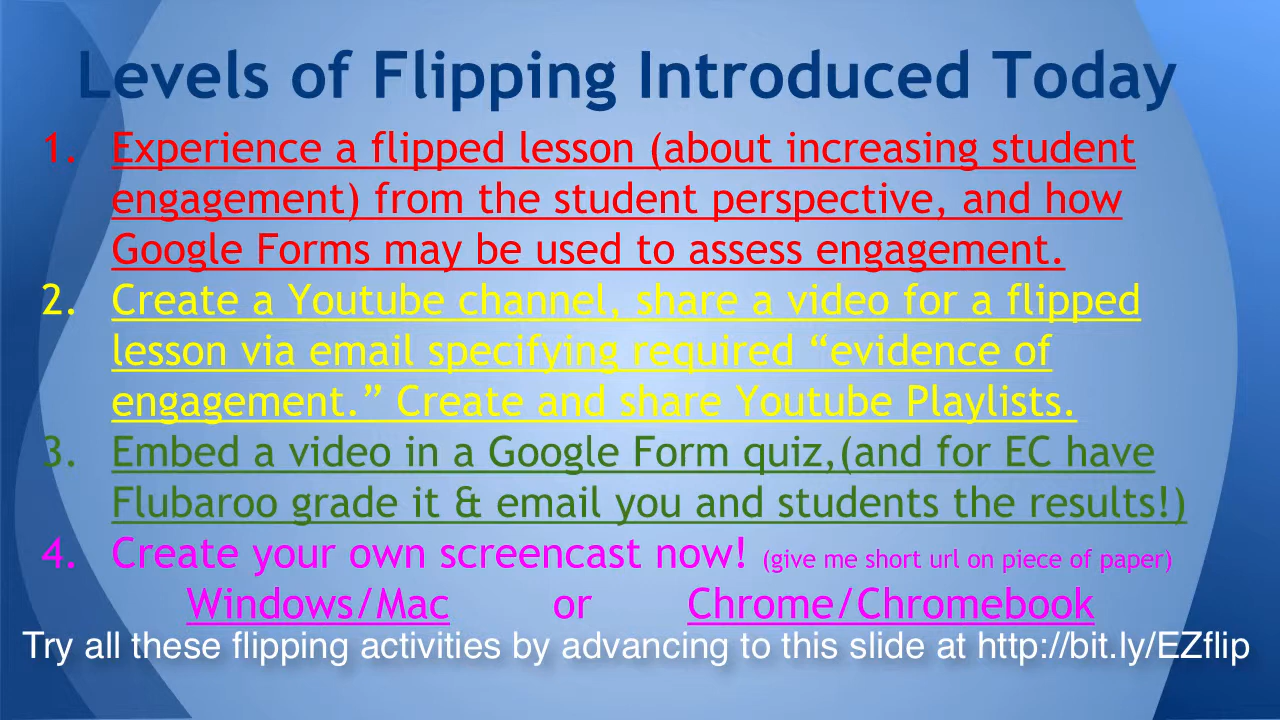 Levels of Flipping Introduced Today
1. Experience a flipped lesson (about increasing student
engagement) from the student perspective, and how
Google Forms may be used to assess engagement.
2. Create a Youtube channel, share a video for a flipped
lesson via email specifying required “evidence of
engagement.” Create and share Youtube Playlists.
3. Embed a video in a Google Form quiz,(and for EC have
Flubaroo grade it & email you and students the results!)
4. Create your own screencast now! (give me short url on piece of paper)
Windows/Mac or Chrome/Chromebook
Try all these flipping activities by advancing to this slide at http://bit.ly/EZflip